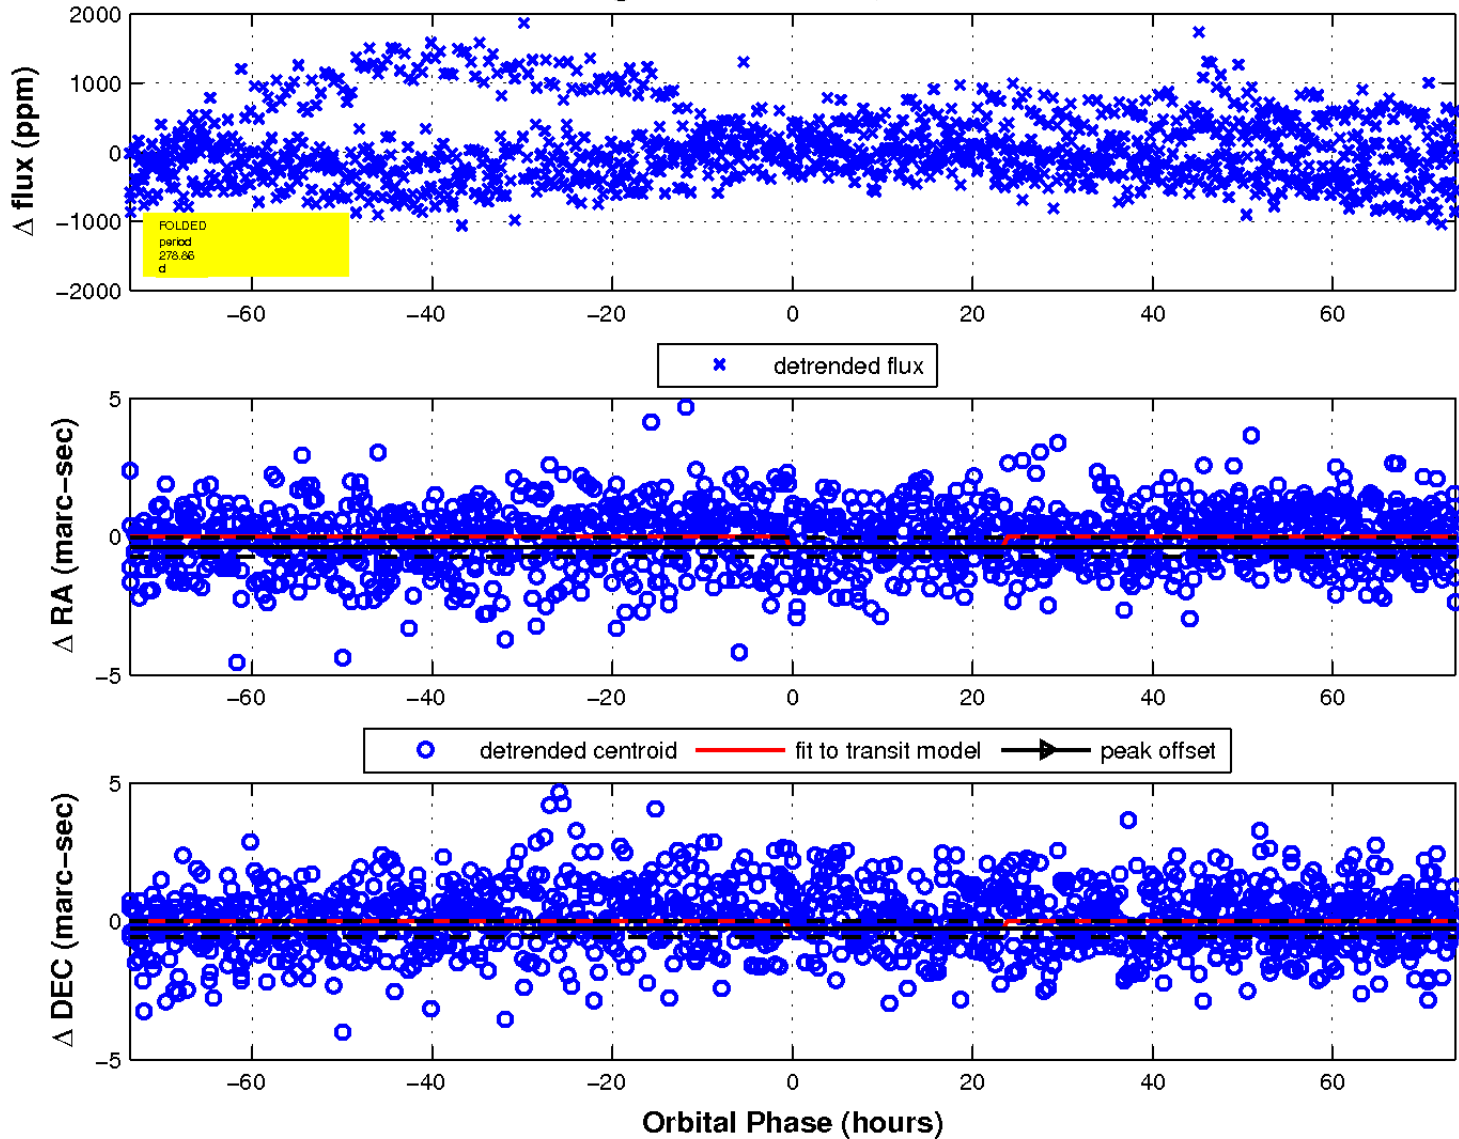 2000
1000
0
−1000
−2000
Δ flux (ppm)
FOLDED
period
278.86
d
−60 −40 −20 0 20 40 60
detrended flux
5
0
−5
Δ RA (marc−sec)
−60 −40 −20 0 20 40 60
detrended centroid fit to transit model peak offset
5
0
−5
Δ DEC (marc−sec)
−60 −40 −20 0 20 40 60
Orbital Phase (hours)